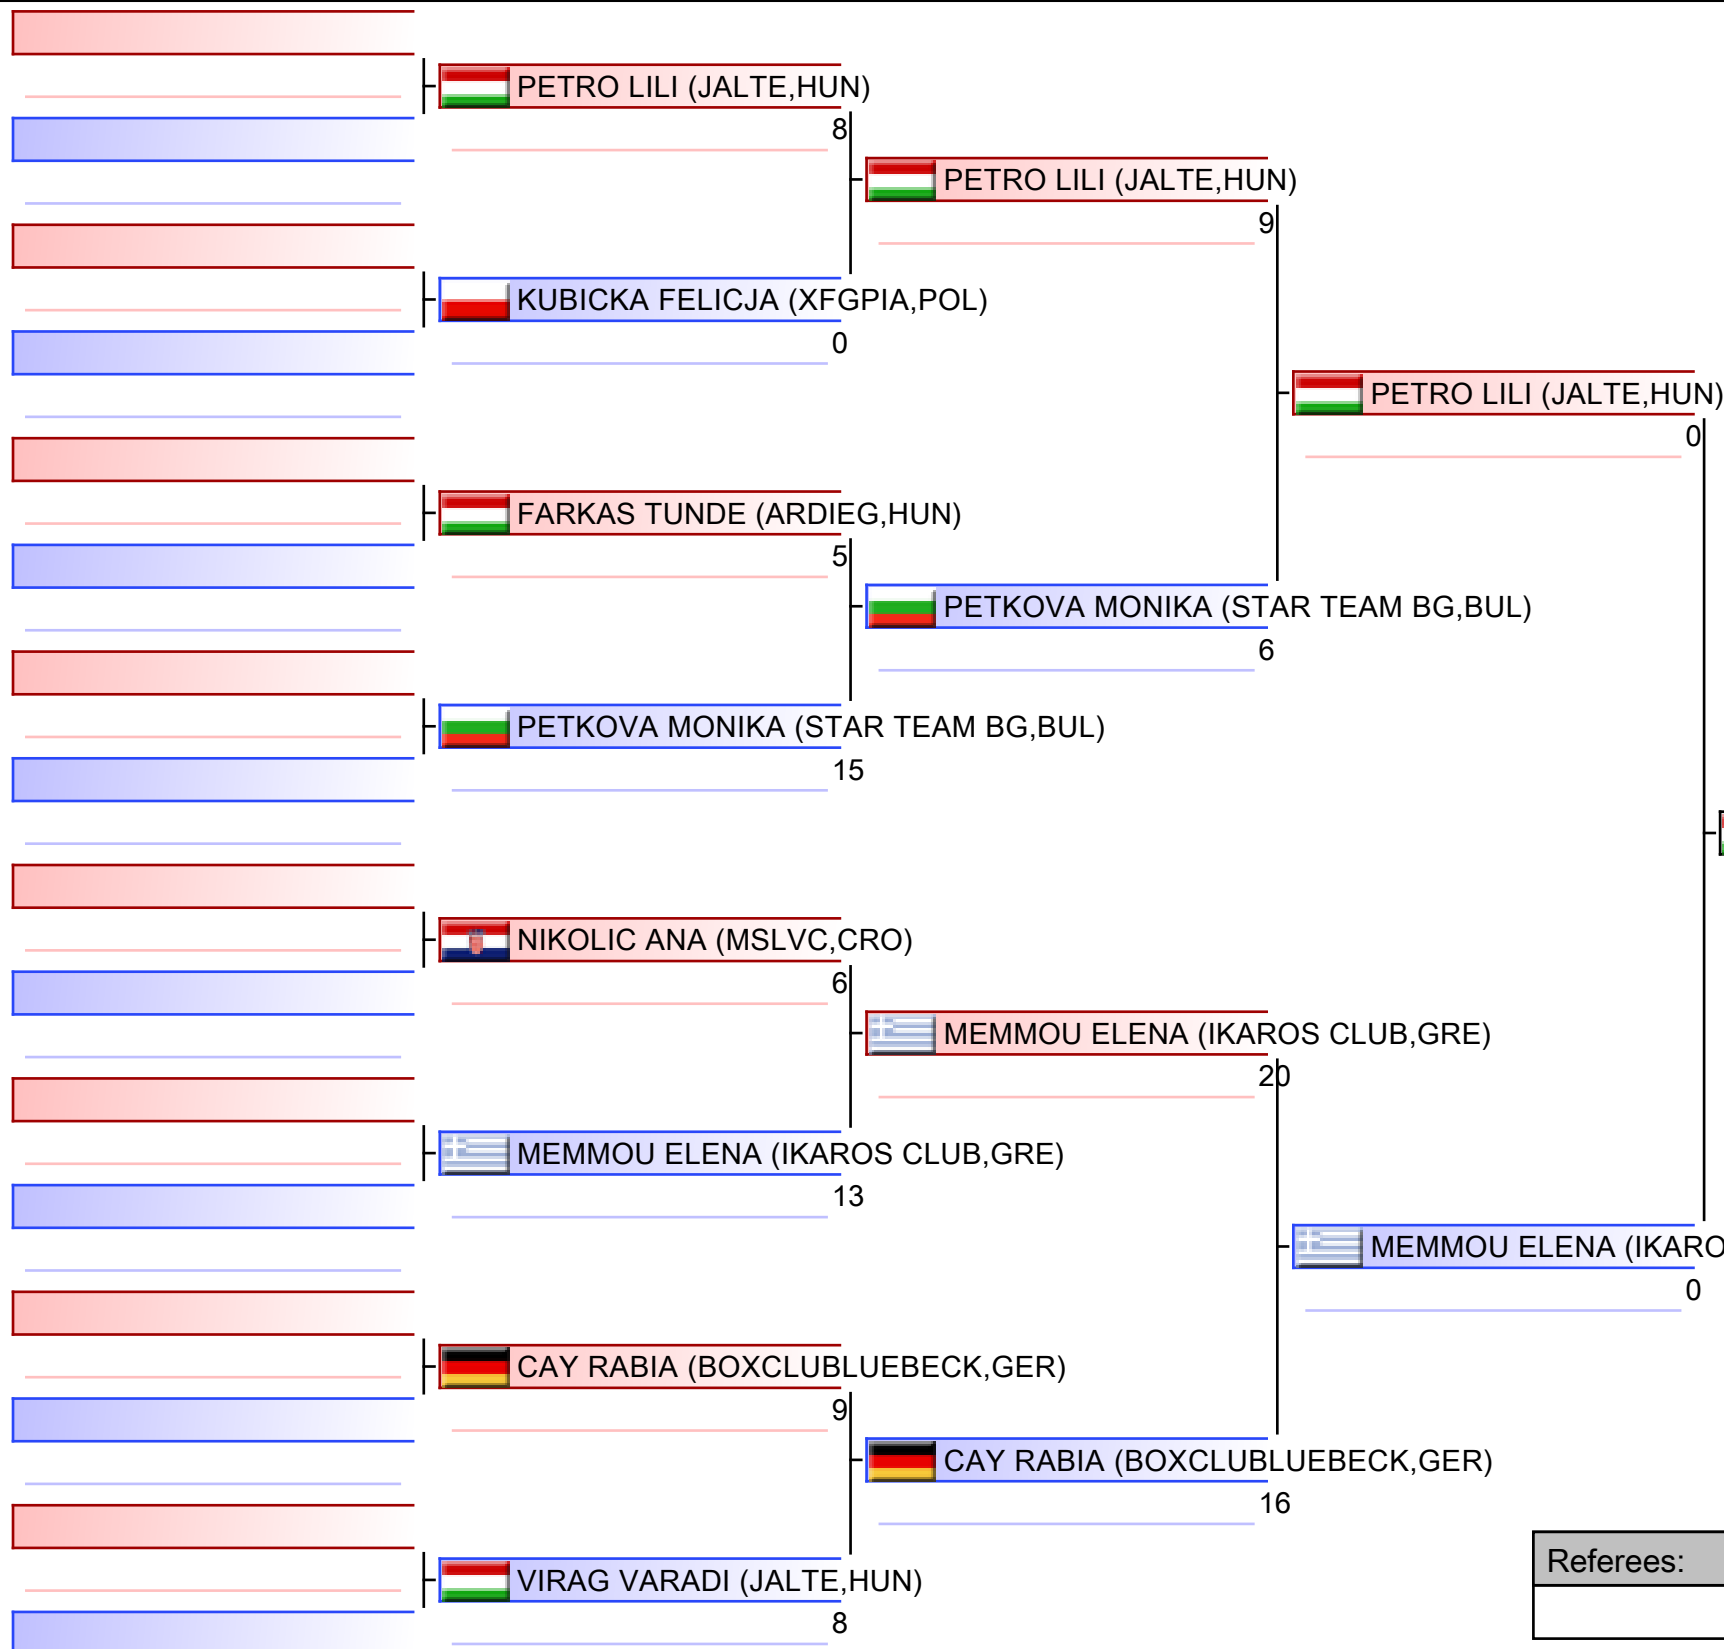 PETRO LILI (JALTE,HUN)
8
KUBICKA FELICJA (XFGPIA,POL)
0
FARKAS TUNDE (ARDIEG,HUN)
5
PETKOVA MONIKA (STAR TEAM BG,BUL)
15
NIKOLIC ANA (MSLVC,CRO)
6
MEMMOU ELENA (IKAROS CLUB,GRE)
13
CAY RABIA (BOXCLUBLUEBECK,GER)
9
VIRAG VARADI (JALTE,HUN)
8
PETRO LILI (JALTE,HUN)
9
PETKOVA MONIKA (STAR TEAM BG,BUL)
6
MEMMOU ELENA (IKAROS CLUB,GRE)
20
CAY RABIA (BOXCLUBLUEBECK,GER)
16
PETRO LILI (JALTE,HUN)
0
MEMMOU ELENA (IKARO
0
Referees: